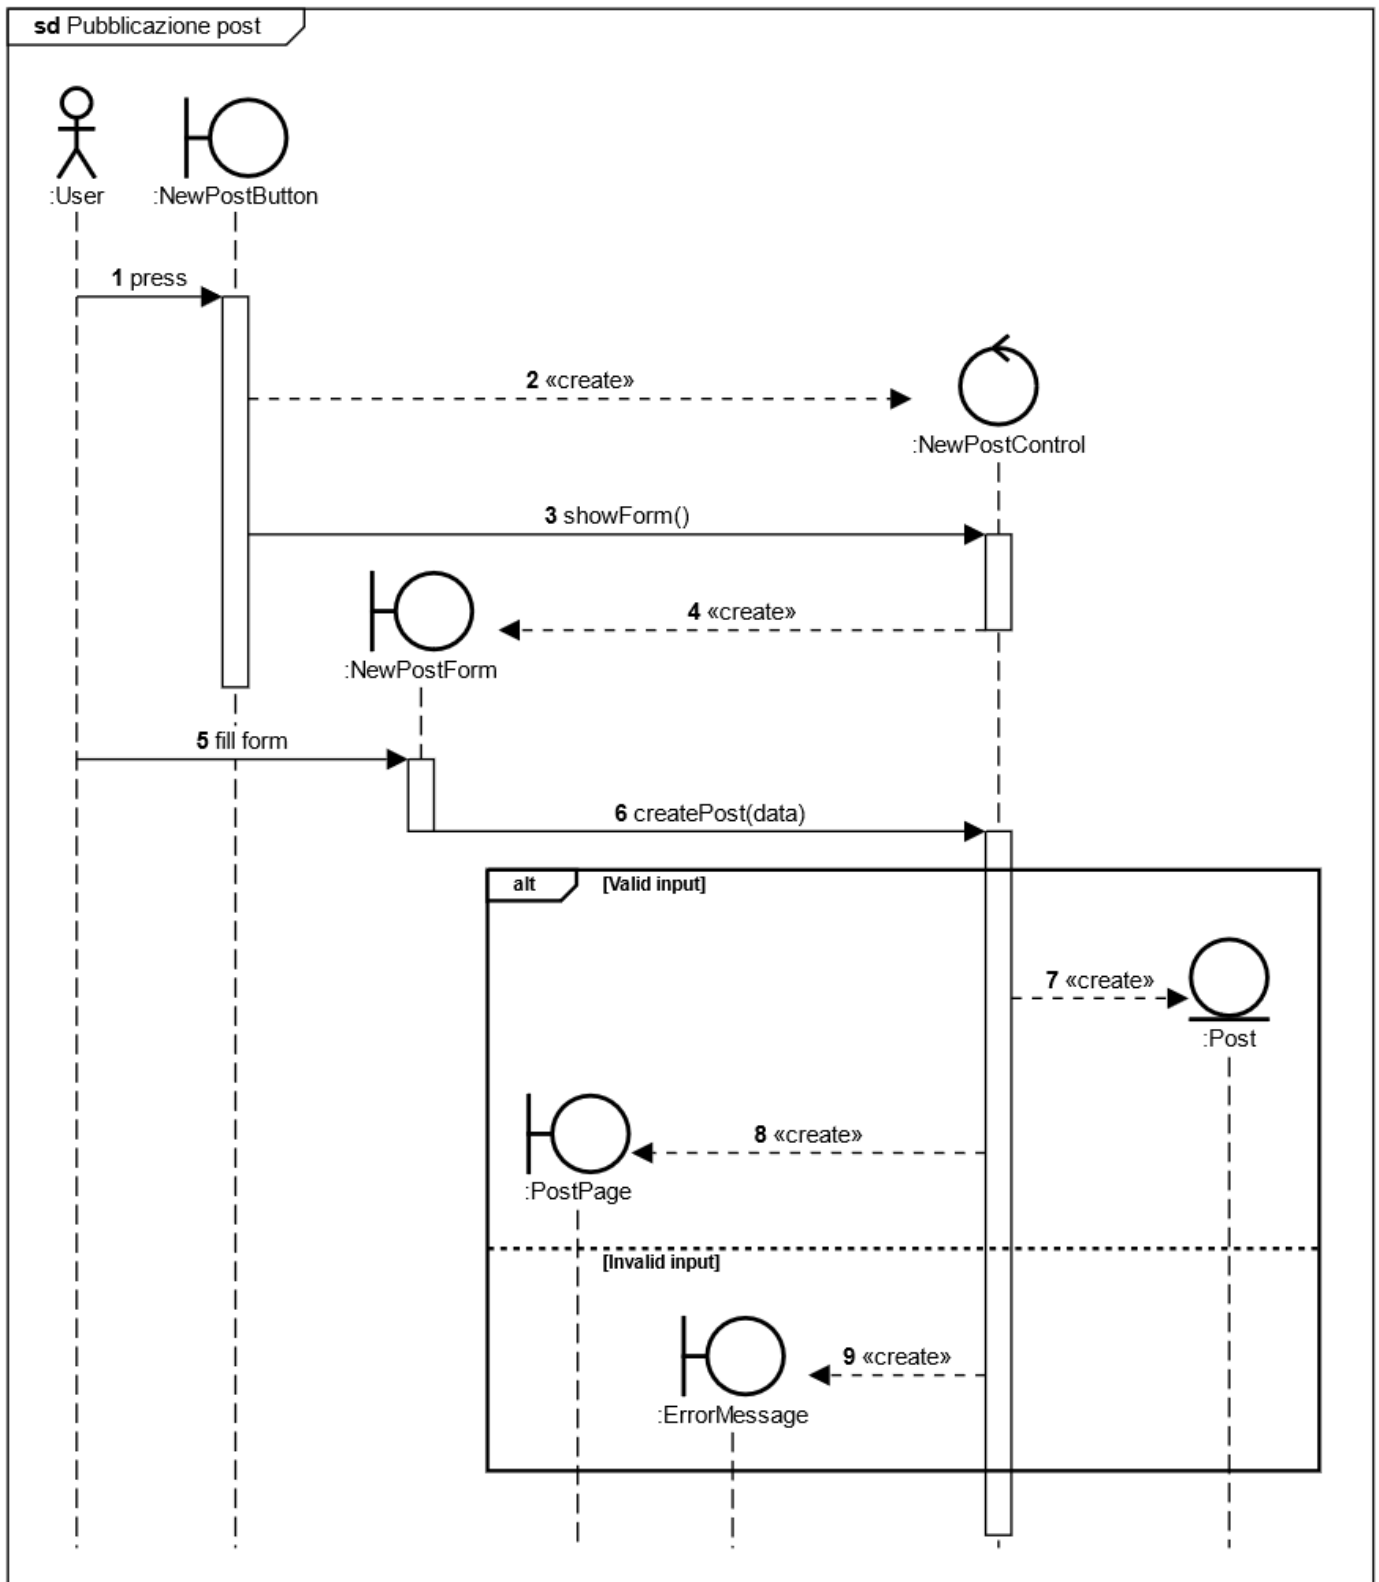 sd Pubblicazione post
:User
:NewPostButton
1 press
2 «create»
:NewPostControl
3 showForm()
4 «create»
:NewPostForm
5 fill form
6 createPost(data)
alt
[Valid input]
7 «create»
:Post
8 «create»
:PostPage
[Invalid input]
9 «create»
:ErrorMessage